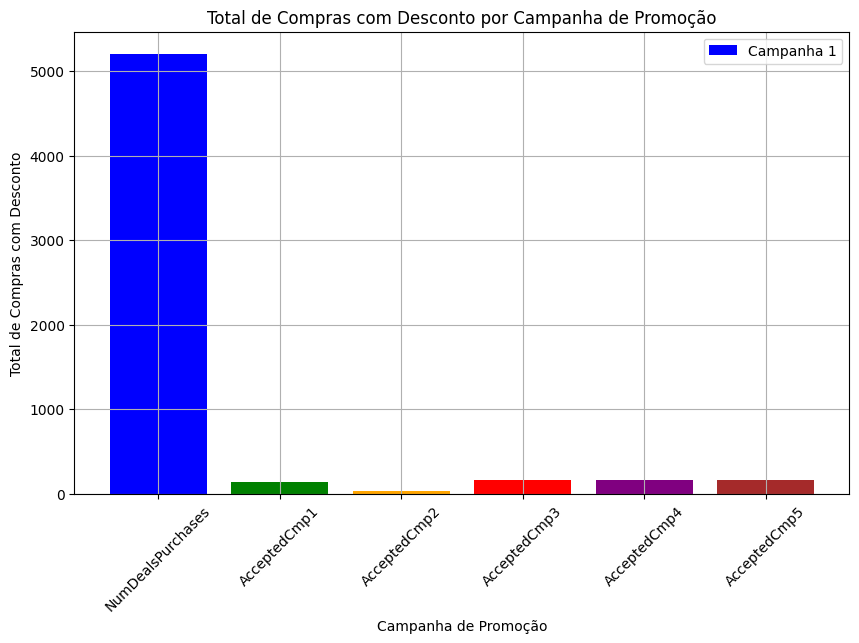 Total de Compras com Desconto por Campanha de Promoção
Campanha 1
Total de Compras com Desconto
5000
4000
3000
2000
1000
0
NumDealsPurchases
AcceptedCmp1
AcceptedCmp2
AcceptedCmp3
AcceptedCmp4
AcceptedCmp5
Campanha de Promoção